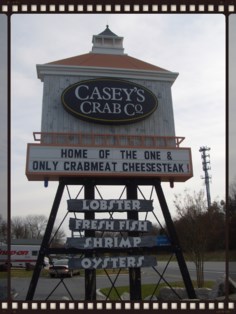 CASEY'S
CRAB CO.
HOME OF THE ONE &
ONLY CRABMEAT CHEESESTEAK!
LOBSTER
FRESH FISH
SHRIMP
OYSTERS